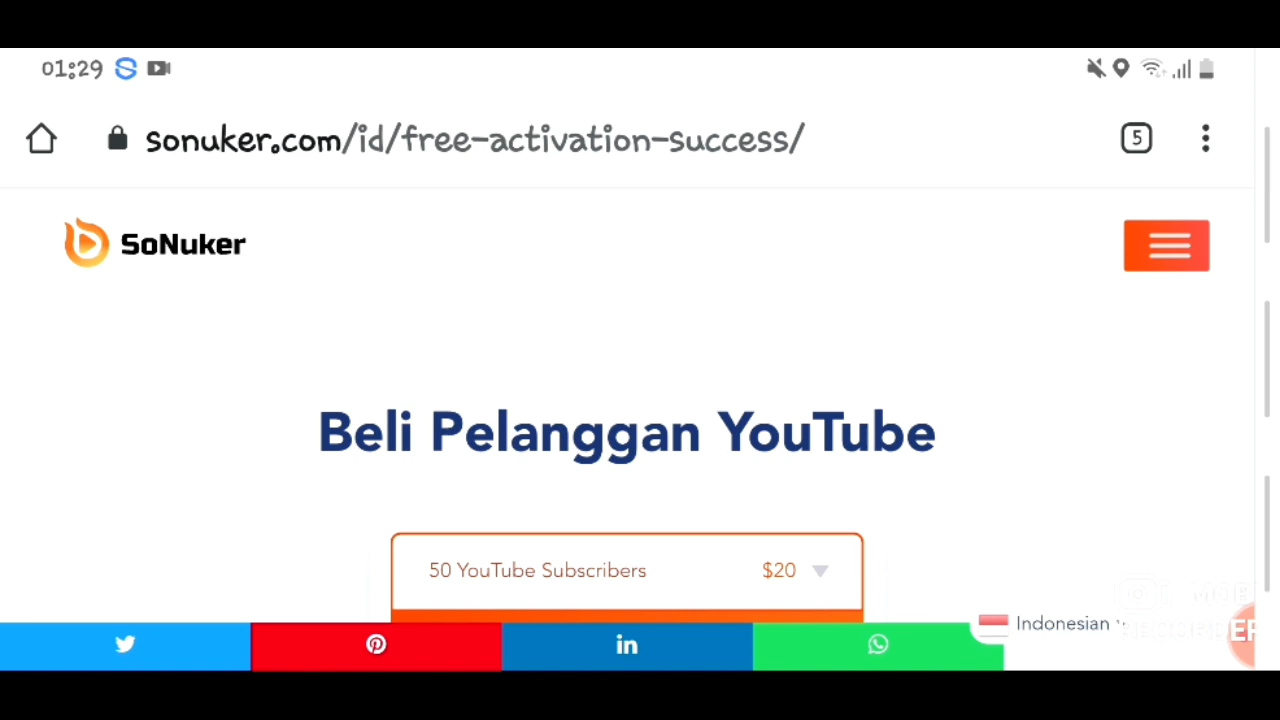 01:29
sonuker.com/id/free-activation-success/
5
SoNuker
Beli Pelanggan YouTube
50 YouTube Subscribers $20
Indonesian